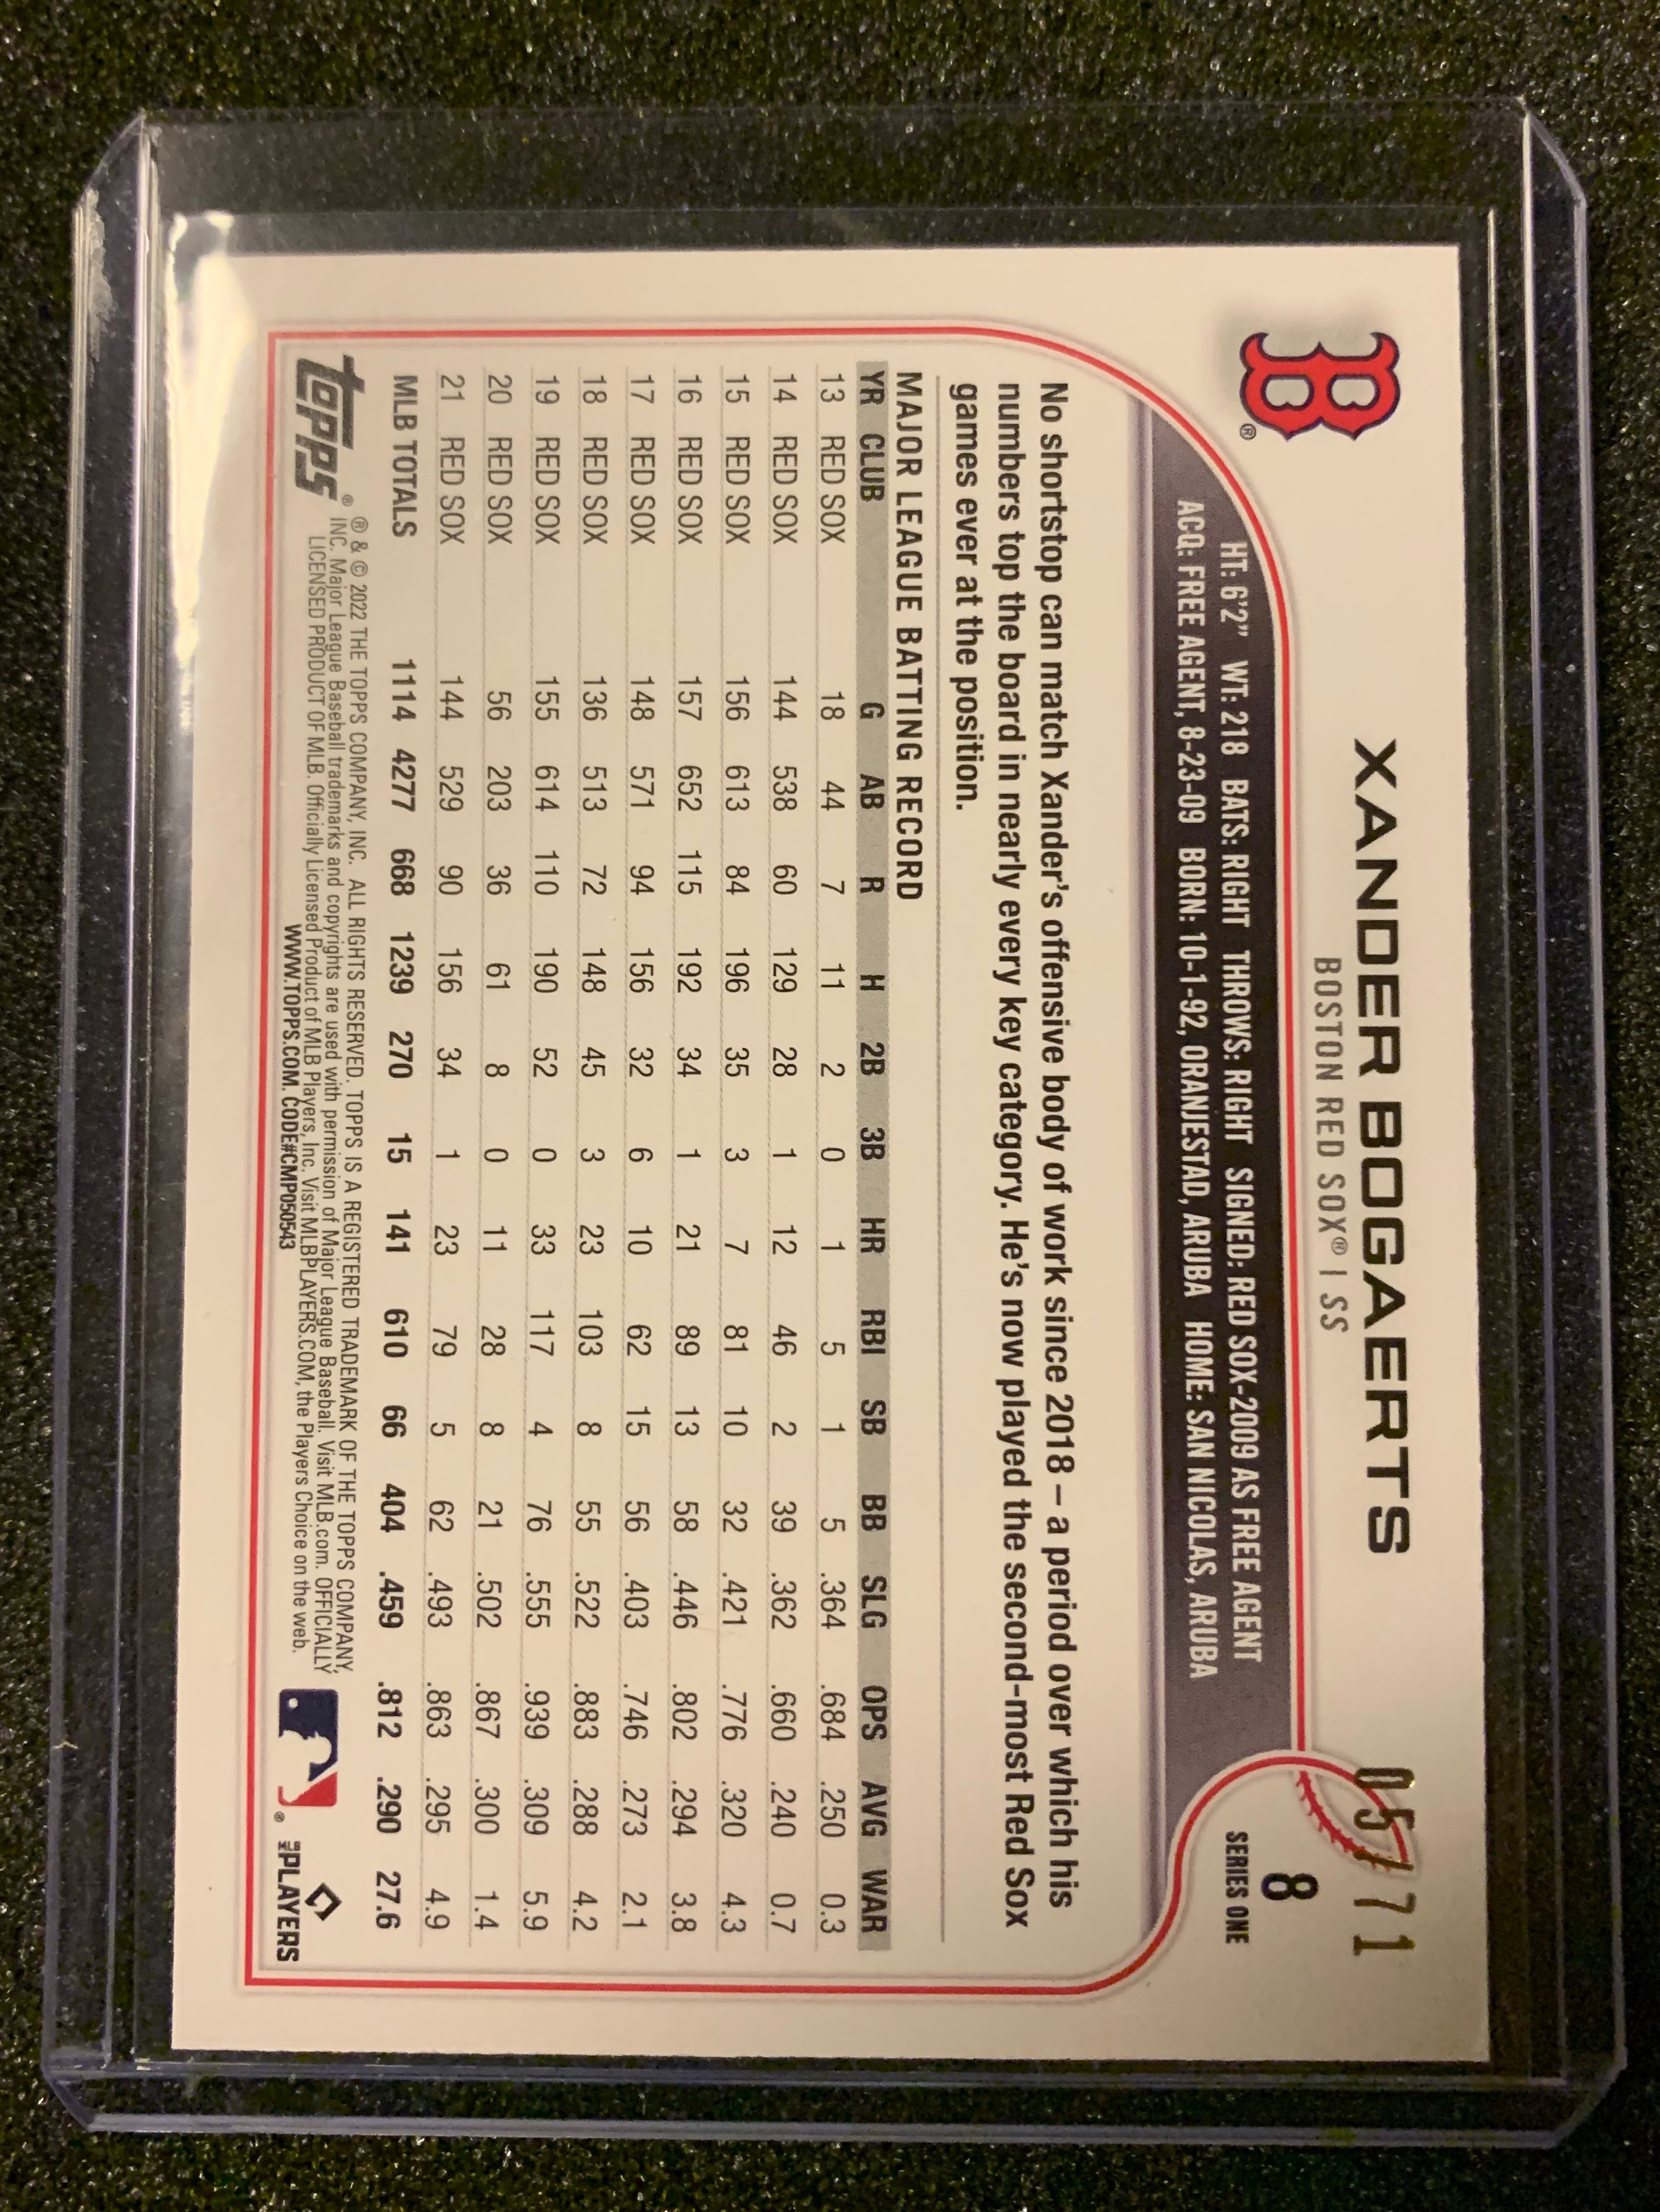 05/71
XANDER BOGAERTS
BOSTON RED SOX® | SS
8
SERIES ONE
B®
HT: 6'2" WT: 218 BATS: RIGHT THROWS: RIGHT SIGNED: RED SOX-2009 AS FREE AGENT
ACQ: FREE AGENT, 8-23-09 BORN: 10-1-92, ORANJESTAD, ARUBA HOME: SAN NICOLAS, ARUBA
No shortstop can match Xander's offensive body of work since 2018 – a period over which his
numbers top the board in nearly every key category. He's now played the second-most Red Sox
games ever at the position.
MAJOR LEAGUE BATTING RECORD
YR CLUB G AB R H 2B 3B HR RBI SB BB SLG OPS AVG WAR
13 RED SOX 18 44 7 11 2 0 1 5 1 5 .364 .684 .250 0.3
14 RED SOX 144 538 60 129 28 1 12 46 2 39 .362 .660 .240 0.7
15 RED SOX 156 613 84 196 35 3 7 81 10 32 .421 .776 .320 4.3
16 RED SOX 157 652 115 192 34 1 21 89 13 58 .446 .802 .294 3.8
17 RED SOX 148 571 94 156 32 6 10 62 15 56 .403 .746 .273 2.1
18 RED SOX 136 513 72 148 45 3 23 103 8 55 .522 .883 .288 4.2
19 RED SOX 155 614 110 190 52 0 33 117 4 76 .555 .939 .309 5.9
20 RED SOX 56 203 36 61 8 0 11 28 8 21 .502 .867 .300 1.4
21 RED SOX 144 529 90 156 34 1 23 79 5 62 .493 .863 .295 4.9
MLB TOTALS 1114 4277 668 1239 270 15 141 610 66 404 .459 .812 .290 27.6
topps®
® & © 2022 THE TOPPS COMPANY, INC. ALL RIGHTS RESERVED. TOPPS IS A REGISTERED TRADEMARK OF THE TOPPS COMPANY,
INC. Major League Baseball trademarks and copyrights are used with permission of Major League Baseball. Visit MLB.com. OFFICIALLY
LICENSED PRODUCT OF MLB. Officially Licensed Product of MLB Players, Inc. Visit MLBPLAYERS.COM, the Players Choice on the web.
WWW.TOPPS.COM. CODE#CMP050543
®
MLB PLAYERS